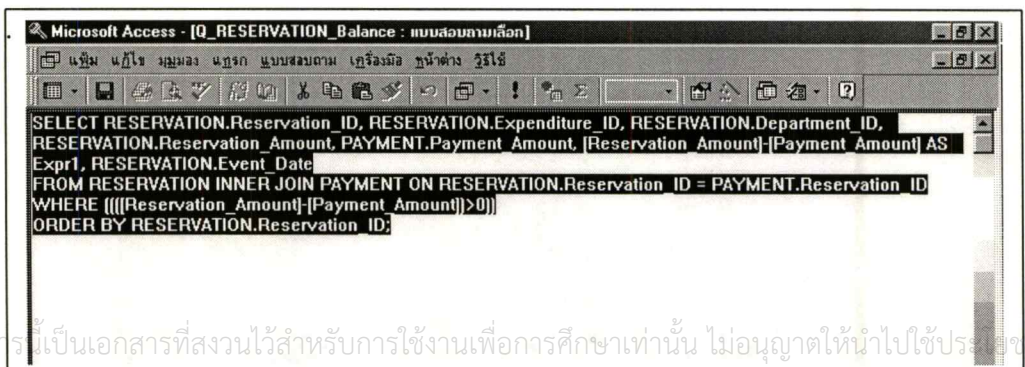 Microsoft Access - [Q_RESERVATION_Balance : แบบสอบถามเลือก]
แฟ้ม แก้ไข มุมมอง แทรก แบบสอบถาม เครื่องมือ หน้าต่าง วิธีใช้
SELECT RESERVATION.Reservation_ID, RESERVATION.Expenditure_ID, RESERVATION.Department_ID,
RESERVATION.Reservation_Amount, PAYMENT.Payment_Amount, [Reservation_Amount]-[Payment_Amount] AS
Expr1, RESERVATION.Event_Date
FROM RESERVATION INNER JOIN PAYMENT ON RESERVATION.Reservation_ID = PAYMENT.Reservation_ID
WHERE (((([Reservation_Amount]-[Payment_Amount])>0))
ORDER BY RESERVATION.Reservation_ID;
รนี้เป็นเอกสารที่สงวนไว้สำหรับการใช้งานเพื่อการศึกษาเท่านั้น ไม่อนุญาตให้นำไปใช้ประโยช